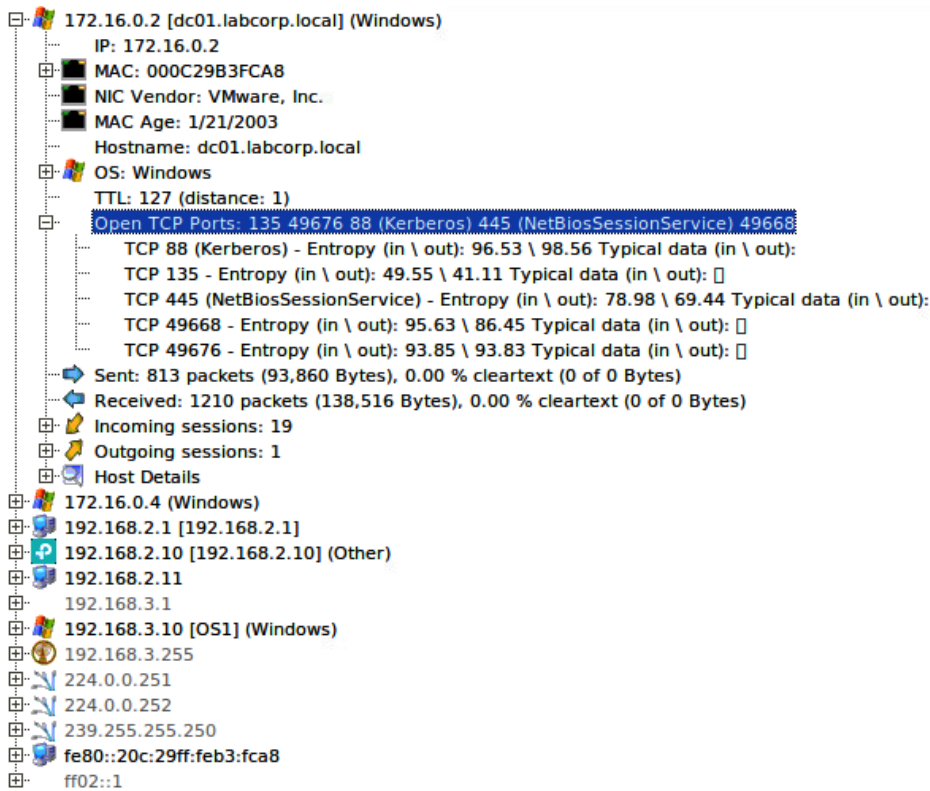 172.16.0.2 [dc01.labcorp.local] (Windows)
IP: 172.16.0.2
MAC: 000C29B3FCA8
NIC Vendor: VMware, Inc.
MAC Age: 1/21/2003
Hostname: dc01.labcorp.local
OS: Windows
TTL: 127 (distance: 1)
Open TCP Ports: 135 49676 88 (Kerberos) 445 (NetBiosSessionService) 49668
TCP 88 (Kerberos) - Entropy (in \ out): 96.53 \ 98.56 Typical data (in \ out):
TCP 135 - Entropy (in \ out): 49.55 \ 41.11 Typical data (in \ out): ▯
TCP 445 (NetBiosSessionService) - Entropy (in \ out): 78.98 \ 69.44 Typical data (in \ out):
TCP 49668 - Entropy (in \ out): 95.63 \ 86.45 Typical data (in \ out): ▯
TCP 49676 - Entropy (in \ out): 93.85 \ 93.83 Typical data (in \ out): ▯
Sent: 813 packets (93,860 Bytes), 0.00 % cleartext (0 of 0 Bytes)
Received: 1210 packets (138,516 Bytes), 0.00 % cleartext (0 of 0 Bytes)
Incoming sessions: 19
Outgoing sessions: 1
Host Details
172.16.0.4 (Windows)
192.168.2.1 [192.168.2.1]
192.168.2.10 [192.168.2.10] (Other)
192.168.2.11
192.168.3.1
192.168.3.10 [OS1] (Windows)
192.168.3.255
224.0.0.251
224.0.0.252
239.255.255.250
fe80::20c:29ff:feb3:fca8
ff02::1